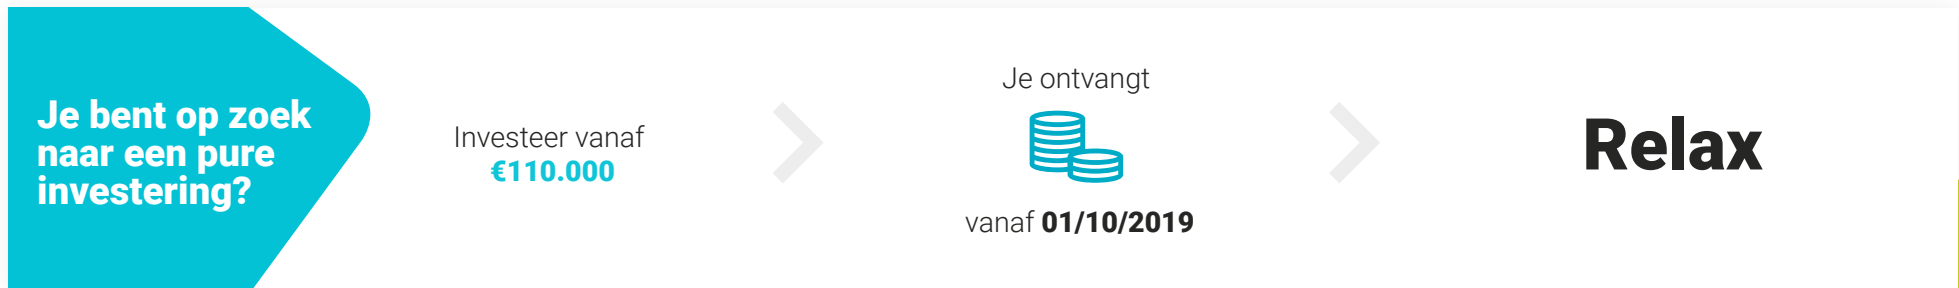 Je bent op zoek
naar een pure
investering?
Investeer vanaf
€110.000
Je ontvangt
vanaf 01/10/2019
Relax